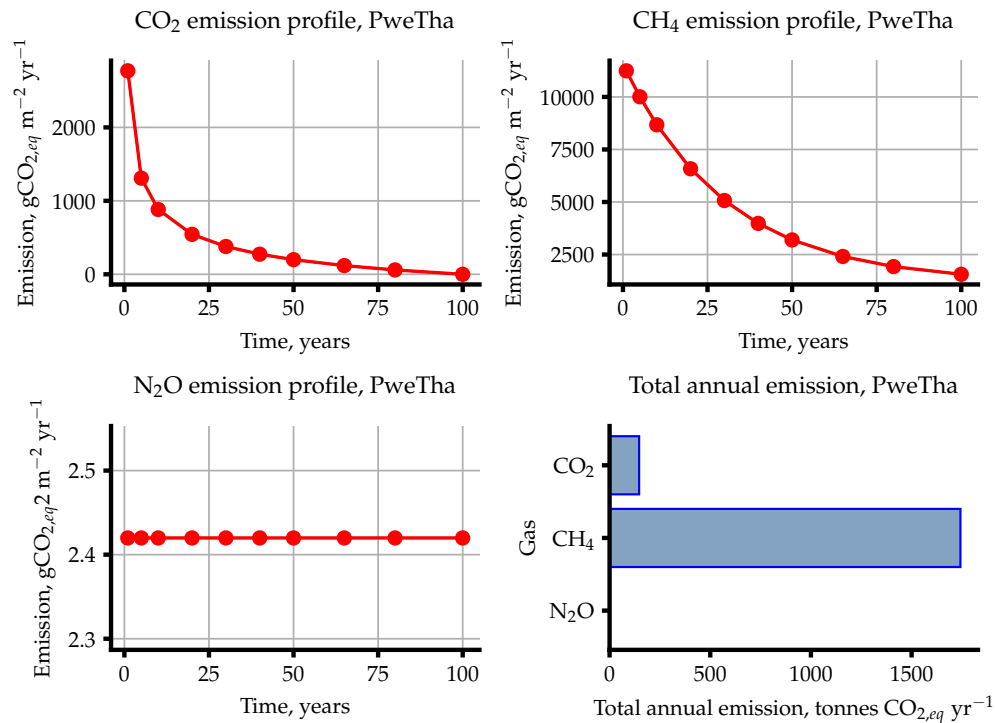 CO₂ emission profile, PweTha
Emission, gCO₂,eq m⁻² yr⁻¹
2000
1000
0
0 25 50 75 100
Time, years
CH₄ emission profile, PweTha
Emission, gCO₂,eq m⁻² yr⁻¹
10000
7500
5000
2500
0 25 50 75 100
Time, years
N₂O emission profile, PweTha
Emission, gCO₂,eq2 m⁻² yr⁻¹
2.5
2.4
2.3
0 25 50 75 100
Time, years
Total annual emission, PweTha
Gas
CO₂
CH₄
N₂O
0 500 1000 1500
Total annual emission, tonnes CO₂,eq yr⁻¹